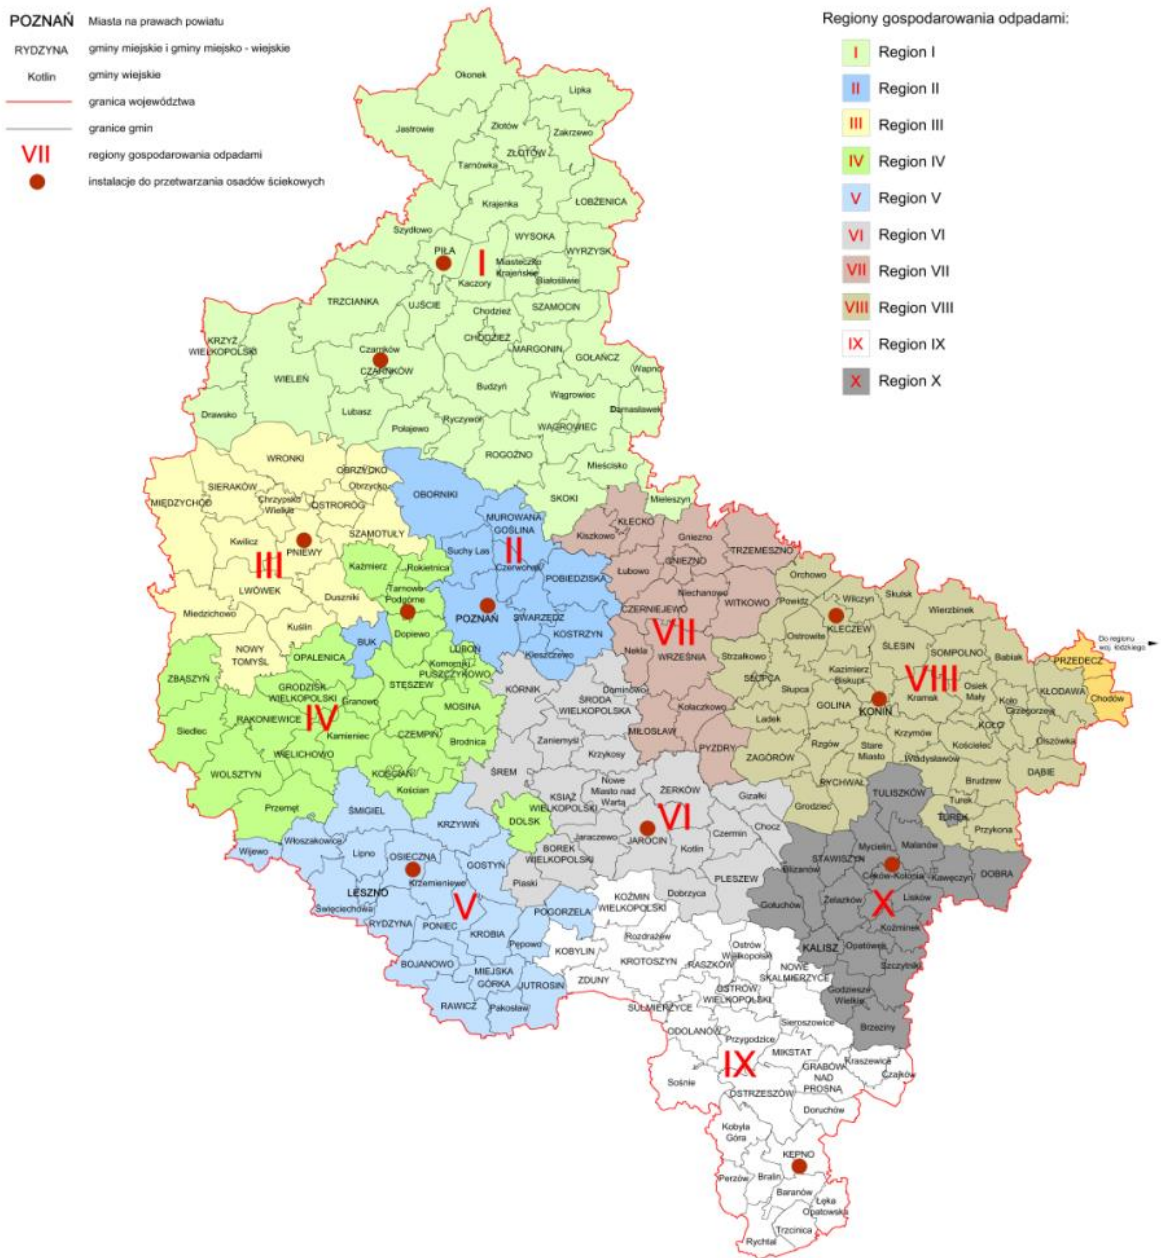 POZNAŃ Miasta na prawach powiatu
RYDZYNA gminy miejskie i gminy miejsko - wiejskie
Kotlin gminy wiejskie
granica województwa
granice gmin
VII regiony gospodarowania odpadami
instalacje do przetwarzania osadów ściekowych
Regiony gospodarowania odpadami:
I Region I
II Region II
III Region III
IV Region IV
V Region V
VI Region VI
VII Region VII
VIII Region VIII
IX Region IX
X Region X
Okonek
Lipka
Jastrowie
Złotów
Zakrzewo
ZŁOTÓW
Tarnówka
Krajenka
ŁOBŻENICA
Szydłowo
WYSOKA
PIŁA
I
Miasteczko
Krajeńskie
WYRZYSK
Kaczory
Białośliwie
TRZCIANKA
UJŚCIE
Chodzież
SZAMOCIN
CHODZIEŻ
KRZYŻ
WIELKOPOLSKI
Czarnków
CZARNKÓW
MARGONIN
GOŁAŃCZ
Wapno
WIELEŃ
Budzyń
Wągrowiec
Damasławek
Drawsko
Lubasz
Połajewo
Ryczywół
WĄGROWIEC
ROGOŹNO
Mieścisko
SKOKI
Mieleszyn
WRONKI
OBRZYCKO
Obrzycko
SIERAKÓW
MIĘDZYCHÓD
Chrzypsko
Wielkie
OSTRORÓG
SZAMOTUŁY
Kwilcz
PNIEWY
III
LWÓWEK
Duszniki
Miedzichowo
Kuślin
NOWY
TOMYŚL
OBORNIKI
MUROWANA
GOŚLINA
II
Suchy Las
Czerwonak
POBIEDZISKA
POZNAŃ
SWARZĘDZ
KOSTRZYN
Kleszczewo
BUK
Kaźmierz
Rokietnica
Tarnowo
Podgórne
Dopiewo
LUBOŃ
Komorniki
PUSZCZYKOWO
STĘSZEW
MOSINA
OPALENICA
ZBĄSZYŃ
GRODZISK
WIELKOPOLSKI
Granowo
RAKONIEWICE
IV
Kamieniec
CZEMPIŃ
Brodnica
Siedlec
WIELICHOWO
WOLSZTYN
KOŚCIAN
Kościan
Przemęt
DOLSK
KŁECKO
Kiszkowo
Gniezno
TRZEMESZNO
GNIEZNO
Łubowo
Niechanowo
WITKOWO
CZERNIEJEWO
VII
Nekla
WRZEŚNIA
Kołaczkowo
MIŁOSŁAW
PYZDRY
KÓRNIK
Dominowo
ŚRODA
WIELKOPOLSKA
Zaniemyśl
Krzykosy
ŚREM
Nowe
Miasto nad
Wartą
KSIĄŻ
WIELKOPOLSKI
ŻERKÓW
VI
Gizałki
Chocz
Czermin
JAROCIN
Jaraczewo
Kotlin
BOREK
WIELKOPOLSKI
PLESZEW
Piaski
Dobrzyca
Orchowo
Powidz
Wilczyn
Skulsk
KLECZEW
Wierzbinek
Ostrowite
ŚLESIN
SOMPOLNO
Babiak
Strzałkowo
SŁUPCA
Słupca
Kazimierz
Biskupi
VIII
Osiek
Mały
Kramsk
Koło
KOŁO
Grzegorzew
KŁODAWA
GOLINA
KONIN
Lądek
Krzymów
Kościelec
Olszówka
Rzgów
Stare
Miasto
Władysławów
ZAGORÓW
RYCHWAŁ
Brudzew
DĄBIE
Grodziec
Turek
TUREK
Przykona
Do regionu
woj. łódzkiego
PRZEDECZ
Chodów
TULISZKÓW
Mycielin
Malanów
STAWISZYN
Blizanów
Ceków-Kolonia
Kawęczyn
DOBRA
Gołuchów
Żelazków
X
Lisków
Koźminek
KALISZ
Opatówek
Szczytniki
Godziesze
Wielkie
Brzeziny
ŚMIGIEL
KRZYWIŃ
Wijewo
Włoszakowice
Lipno
OSIECZNA
GOSTYŃ
LESZNO
Krzemieniewo
Święciechowa
V
RYDZYNA
PONIEC
KROBIA
POGORZELA
Pępowo
BOJANOWO
MIEJSKA
GÓRKA
JUTROSIN
RAWICZ
Pakosław
KOŹMIN
WIELKOPOLSKI
Rozdrażew
KOBYLIN
KROTOSZYN
Ostrów
Wielkopolski
RASZKÓW
NOWE
SKALMIERZYCE
ZDUNY
OSTRÓW
WIELKOPOLSKI
SULMIERZYCE
Sieroszowice
ODOLANÓW
Przygodzice
IX
MIKSTAT
Kraszewice
Czajków
GRABÓW
NAD
PROSNĄ
Sośnie
OSTRZESZÓW
Doruchów
Kobyla
Góra
KĘPNO
Perzów
Bralin
Baranów
Łęka
Opatowska
Trzcinica
Rychtal